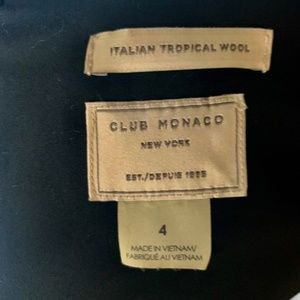 ITALIAN TROPICAL WOOL
CLUB MONACO
NEW YORK
EST./DEPUIS 1985
4
MADE IN VIETNAM/
FABRIQUÉ AU VIETNAM